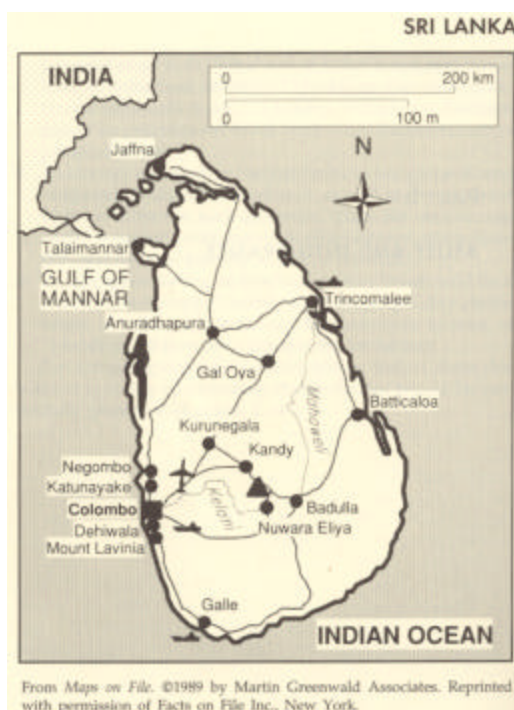 SRI LANKA
INDIA
0 200 km
0 100 m
N
Jaffna
Talaimannar
GULF OF
MANNAR
Trincomalee
Anuradhapura
Gal Oya
Mahaweli
Batticaloa
Kurunegala
Kandy
Negombo
Katunayake
Colombo
Kelani
Badulla
Dehiwala
Nuwara Eliya
Mount Lavinia
Galle
INDIAN OCEAN
From Maps on File. ©1989 by Martin Greenwald Associates. Reprinted
with permission of Facts on File Inc., New York.